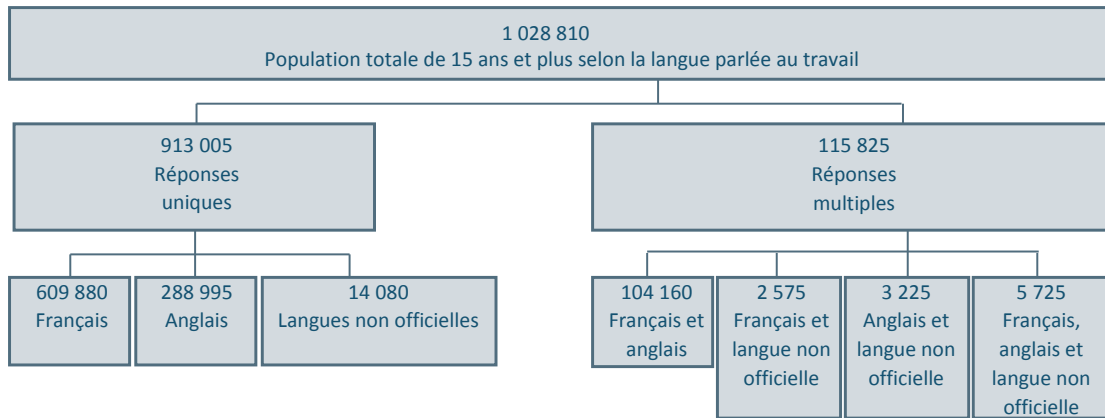 1 028 810
Population totale de 15 ans et plus selon la langue parlée au travail
913 005
Réponses
uniques
115 825
Réponses
multiples
609 880
Français
288 995
Anglais
14 080
Langues non officielles
104 160
Français et
anglais
2 575
Français et
langue non
officielle
3 225
Anglais et
langue non
officielle
5 725
Français,
anglais et
langue non
officielle